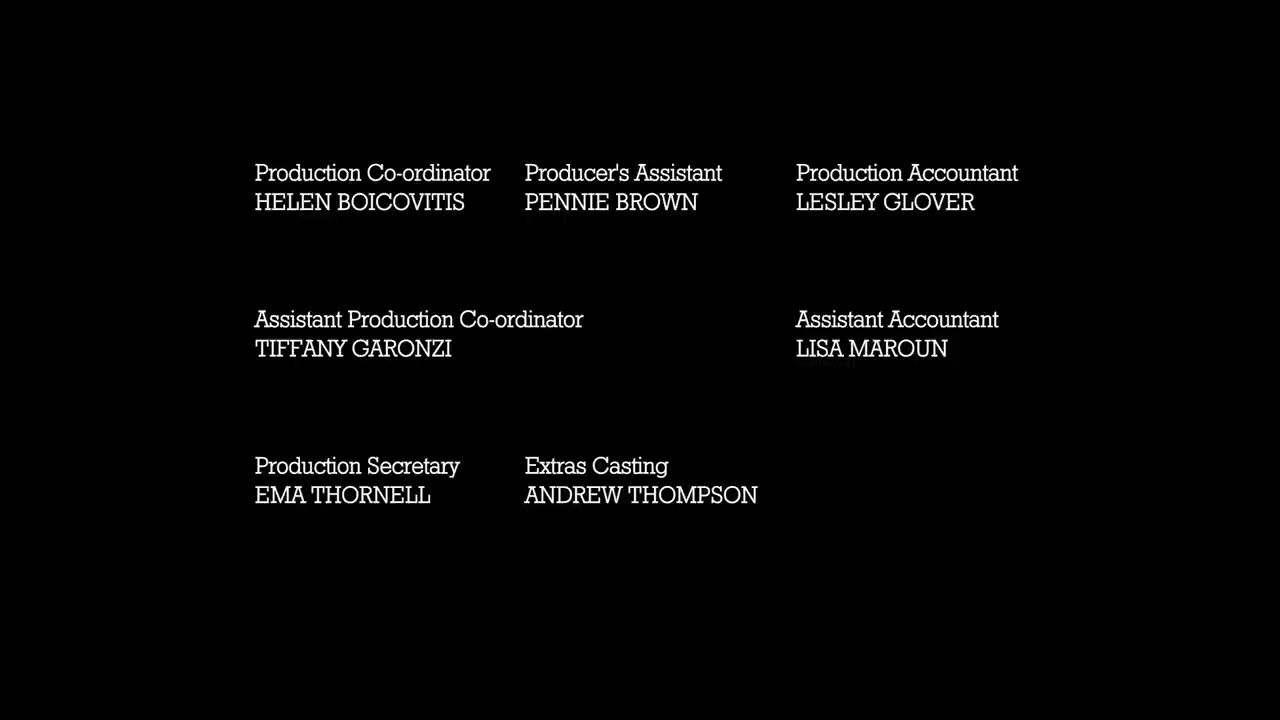 Production Co-ordinator
HELEN BOICOVITIS
Producer's Assistant
PENNIE BROWN
Production Accountant
LESLEY GLOVER
Assistant Production Co-ordinator
TIFFANY GARONZI
Assistant Accountant
LISA MAROUN
Production Secretary
EMA THORNELL
Extras Casting
ANDREW THOMPSON